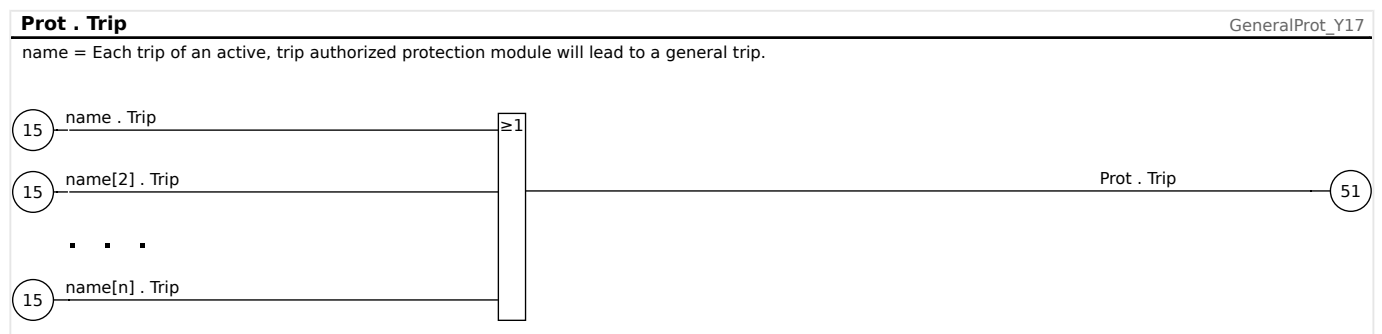 Prot . Trip
GeneralProt_Y17
name = Each trip of an active, trip authorized protection module will lead to a general trip.
15
name . Trip
≥1
15
name[2] . Trip
Prot . Trip
51
. . .
15
name[n] . Trip